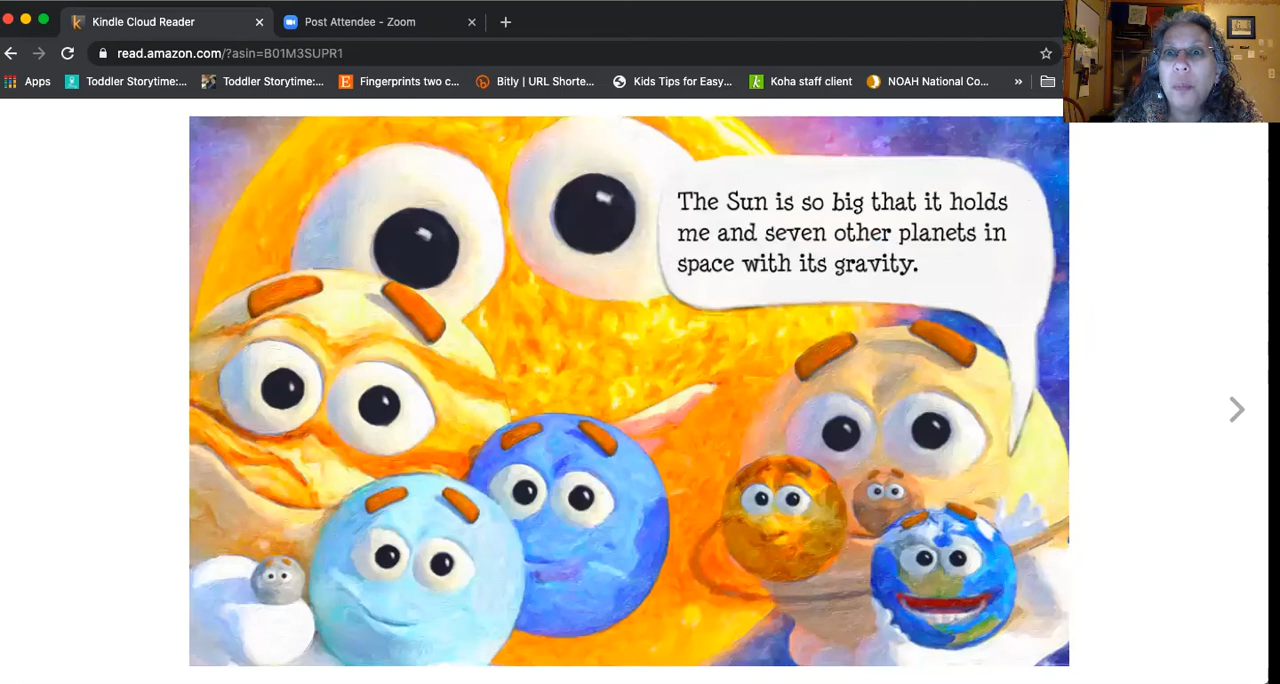 Kindle Cloud Reader
Post Attendee - Zoom
read.amazon.com/?asin=B01M3SUPR1
Apps Toddler Storytime:... Toddler Storytime:... Fingerprints two c... Bitly | URL Shorte... Kids Tips for Easy... Koha staff client NOAH National Co... »
The Sun is so big that it holds
me and seven other planets in
space with its gravity.